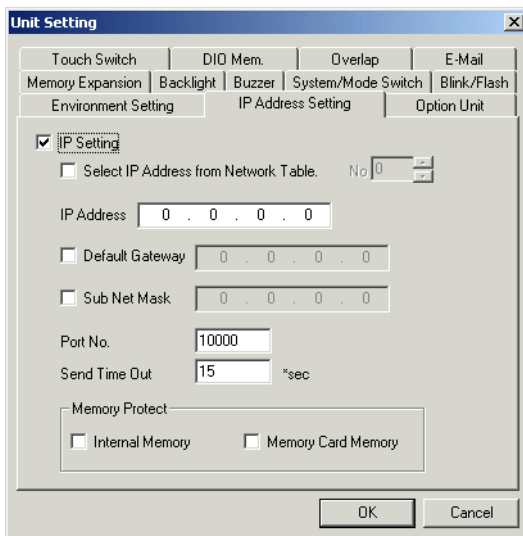 Unit Setting
Touch Switch DIO Mem. Overlap E-Mail
Memory Expansion Backlight Buzzer System/Mode Switch Blink/Flash
Environment Setting IP Address Setting Option Unit
IP Setting
Select IP Address from Network Table. No 0
IP Address 0 . 0 . 0 . 0
Default Gateway 0 . 0 . 0 . 0
Sub Net Mask 0 . 0 . 0 . 0
Port No. 10000
Send Time Out 15 *sec
Memory Protect
Internal Memory Memory Card Memory
OK Cancel